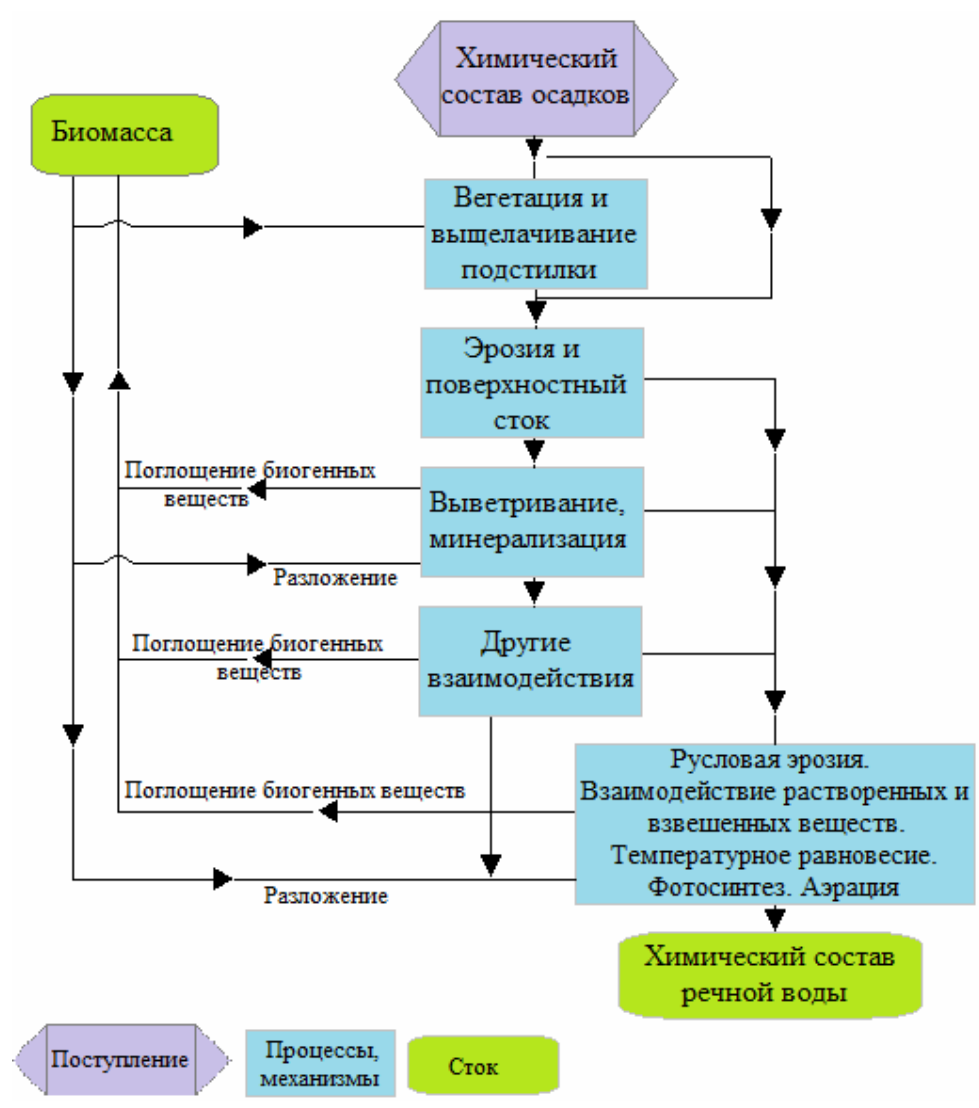 Химический
состав осадков
Биомасса
Вегетация и
выщелачивание
подстилки
Эрозия и
поверхностный
сток
Поглощение биогенных
веществ
Выветривание,
минерализация
Разложение
Поглощение биогенных
веществ
Другие
взаимодействия
Русловая эрозия.
Взаимодействие растворенных и
взвешенных веществ.
Температурное равновесие.
Фотосинтез. Аэрация
Поглощение биогенных веществ
Разложение
Химический состав
речной воды
Поступление
Процессы,
механизмы
Сток